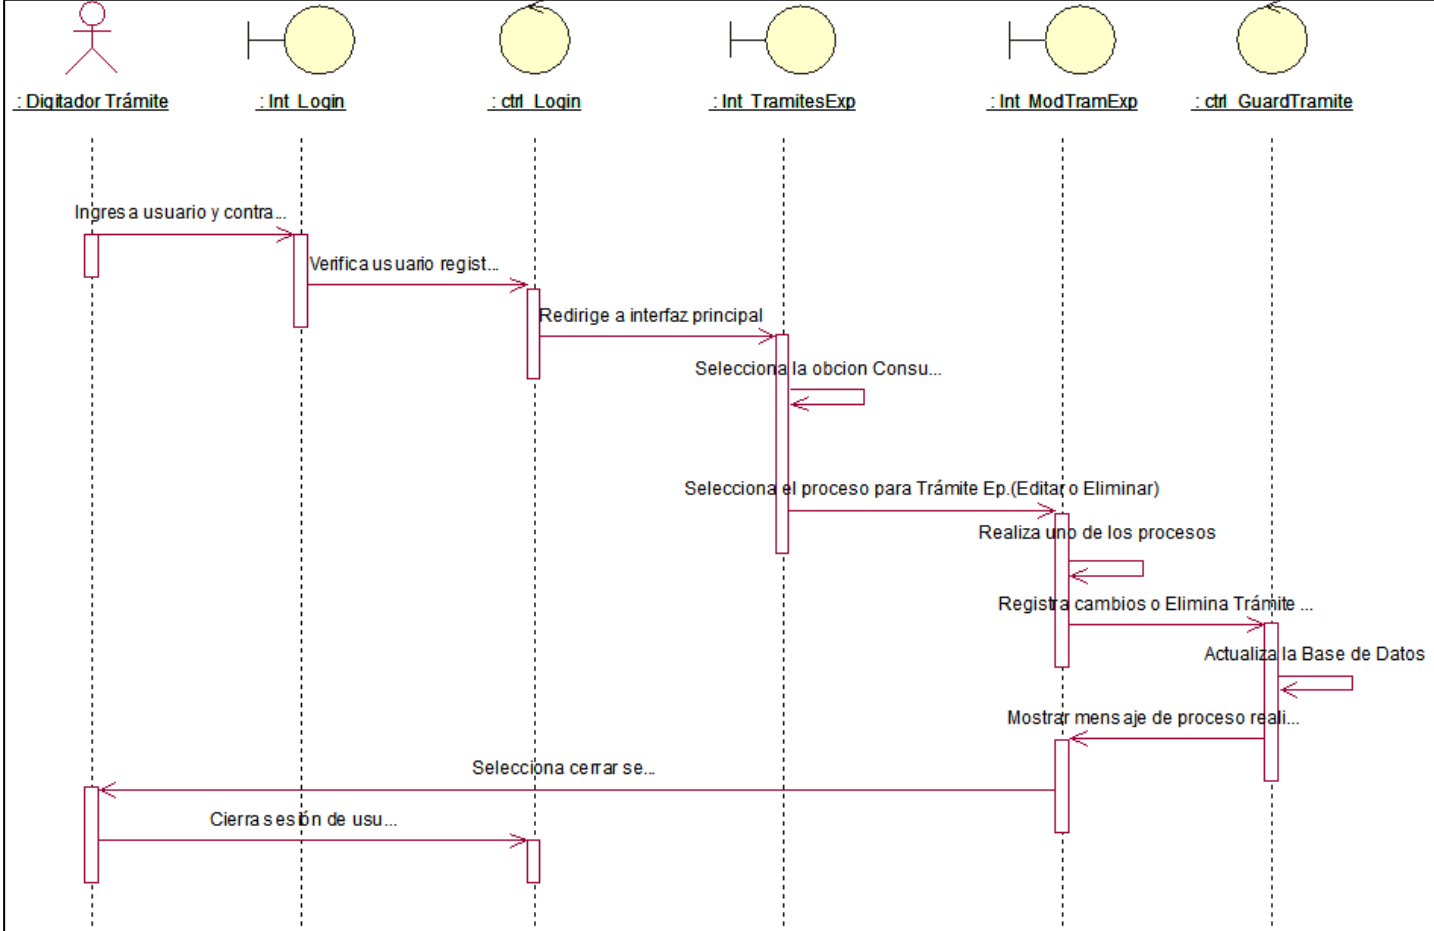 : Digitador Trámite
: Int_Login
: ctrl_Login
: Int_TramitesExp
: Int_ModTramExp
: ctrl_GuardTramite
Ingresa usuario y contra...
Verifica usuario regist...
Redirige a interfaz principal
Selecciona la obcion Consu...
Selecciona el proceso para Trámite Ep.(Editar o Eliminar)
Realiza uno de los procesos
Registra cambios o Elimina Trámite ...
Actualiza la Base de Datos
Mostrar mensaje de proceso reali...
Selecciona cerrar se...
Cierra sesión de usu...